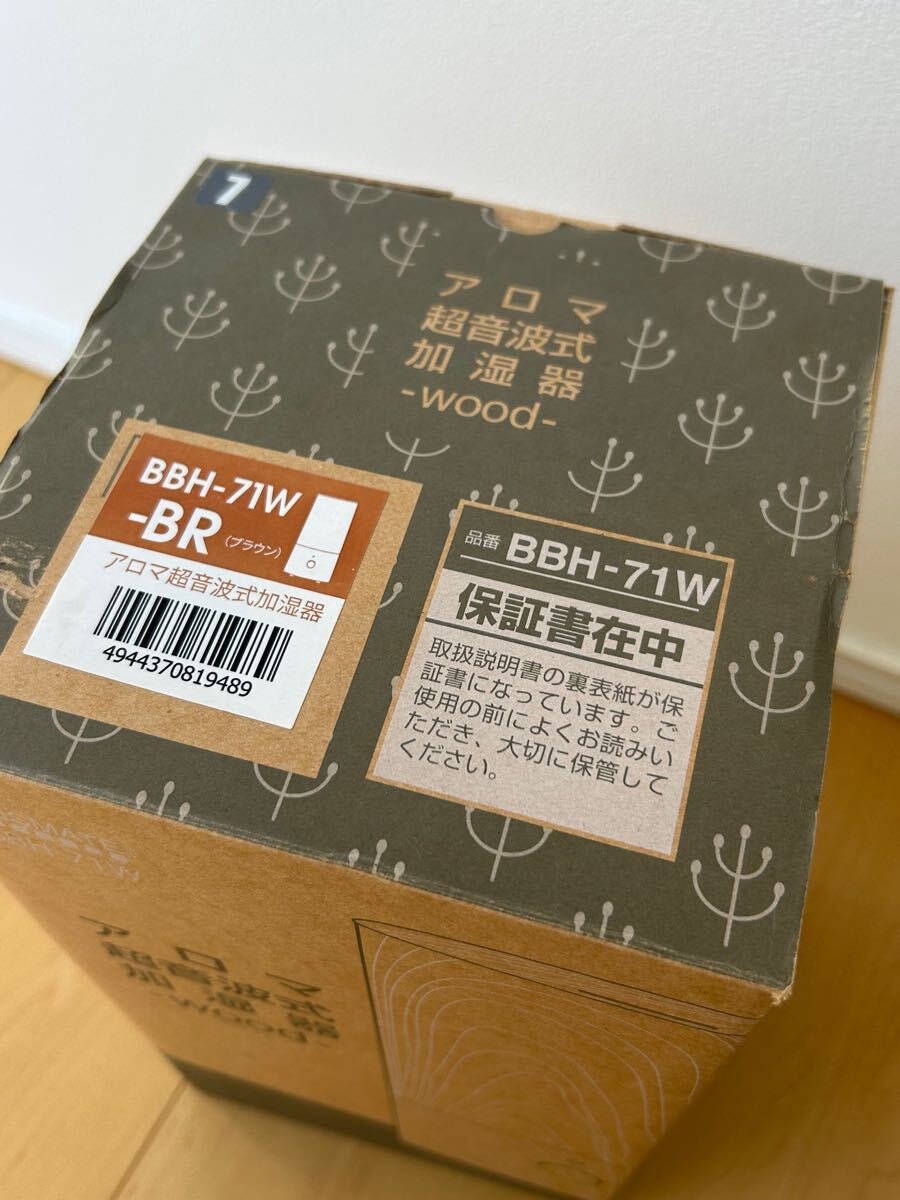 7
アロマ
超音波式
加湿器
-wood-
BBH-71W
-BR（ブラウン）
アロマ超音波式加湿器
4944370819489
品番 BBH-71W
保証書在中
取扱説明書の裏表紙が保
証書になっています。ご
使用の前によくお読みい
ただき、大切に保管して
ください。
アロマ
超音波式
加湿器
-wood-